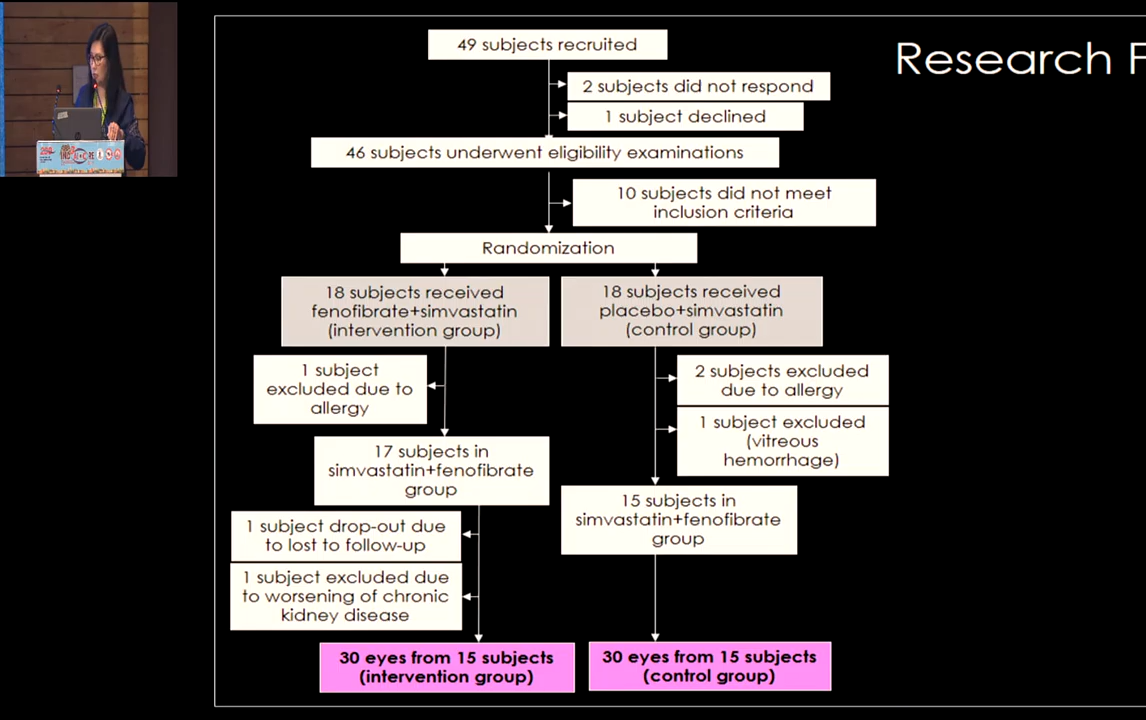 Research F
49 subjects recruited
2 subjects did not respond
1 subject declined
46 subjects underwent eligibility examinations
10 subjects did not meet
inclusion criteria
Randomization
18 subjects received
fenofibrate+simvastatin
(intervention group)
18 subjects received
placebo+simvastatin
(control group)
1 subject
excluded due to
allergy
2 subjects excluded
due to allergy
1 subject excluded
(vitreous
hemorrhage)
17 subjects in
simvastatin+fenofibrate
group
15 subjects in
simvastatin+fenofibrate
group
1 subject drop-out due
to lost to follow-up
1 subject excluded due
to worsening of chronic
kidney disease
30 eyes from 15 subjects
(intervention group)
30 eyes from 15 subjects
(control group)